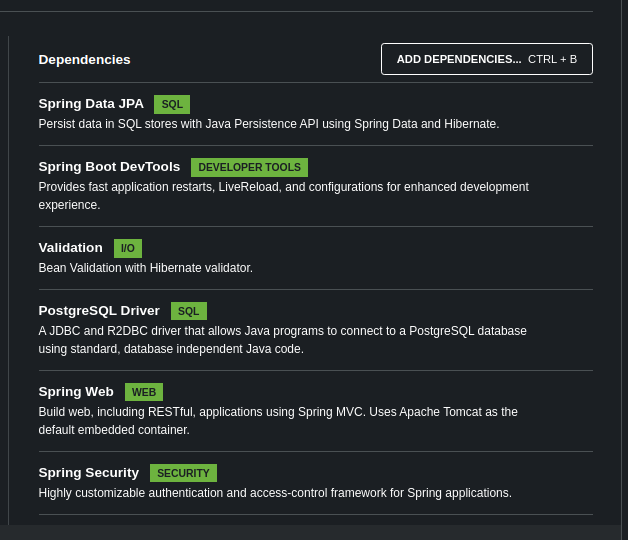 Dependencies
ADD DEPENDENCIES... CTRL + B
Spring Data JPA SQL
Persist data in SQL stores with Java Persistence API using Spring Data and Hibernate.
Spring Boot DevTools DEVELOPER TOOLS
Provides fast application restarts, LiveReload, and configurations for enhanced development
experience.
Validation I/O
Bean Validation with Hibernate validator.
PostgreSQL Driver SQL
A JDBC and R2DBC driver that allows Java programs to connect to a PostgreSQL database
using standard, database independent Java code.
Spring Web WEB
Build web, including RESTful, applications using Spring MVC. Uses Apache Tomcat as the
default embedded container.
Spring Security SECURITY
Highly customizable authentication and access-control framework for Spring applications.